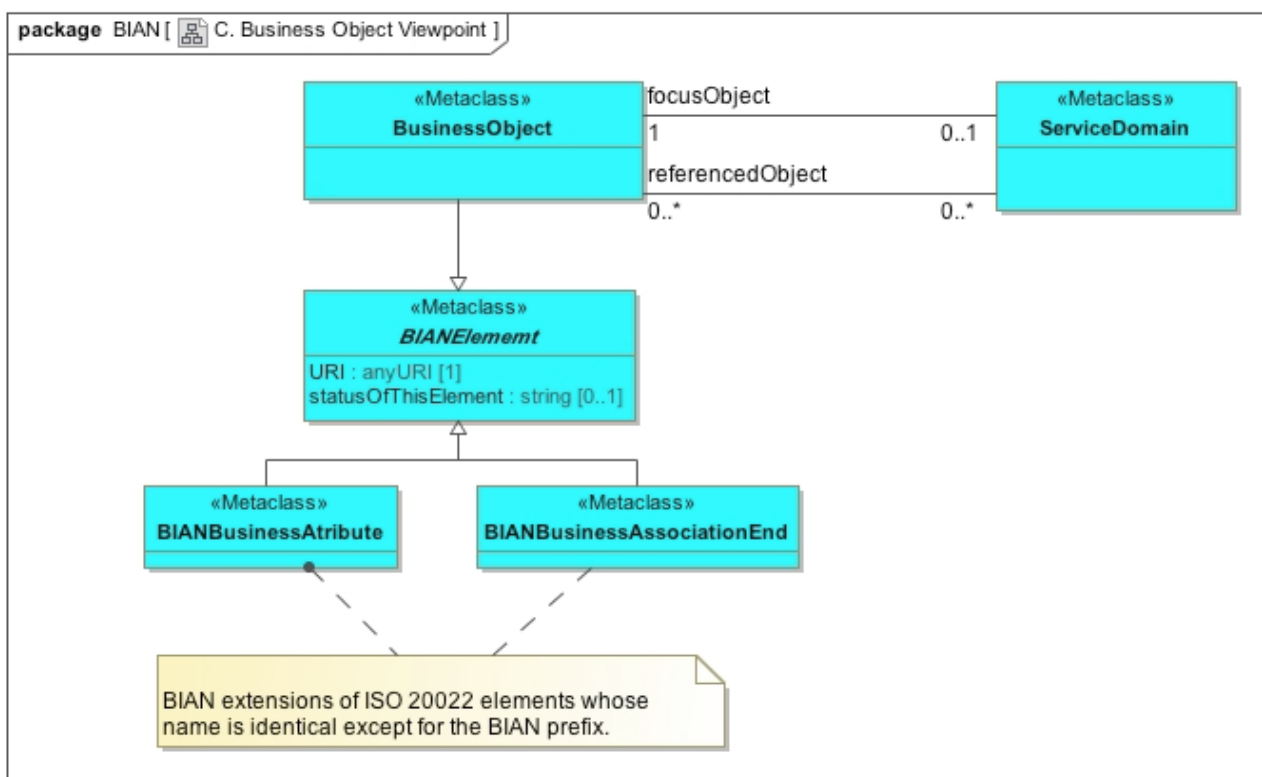 package BIAN [ C. Business Object Viewpoint ]
«Metaclass»
BusinessObject
focusObject
1
0..1
referencedObject
0..*
0..*
«Metaclass»
ServiceDomain
«Metaclass»
BIANElememt
URI : anyURI [1]
statusOfThisElement : string [0..1]
«Metaclass»
BIANBusinessAtribute
«Metaclass»
BIANBusinessAssociationEnd
BIAN extensions of ISO 20022 elements whose
name is identical except for the BIAN prefix.